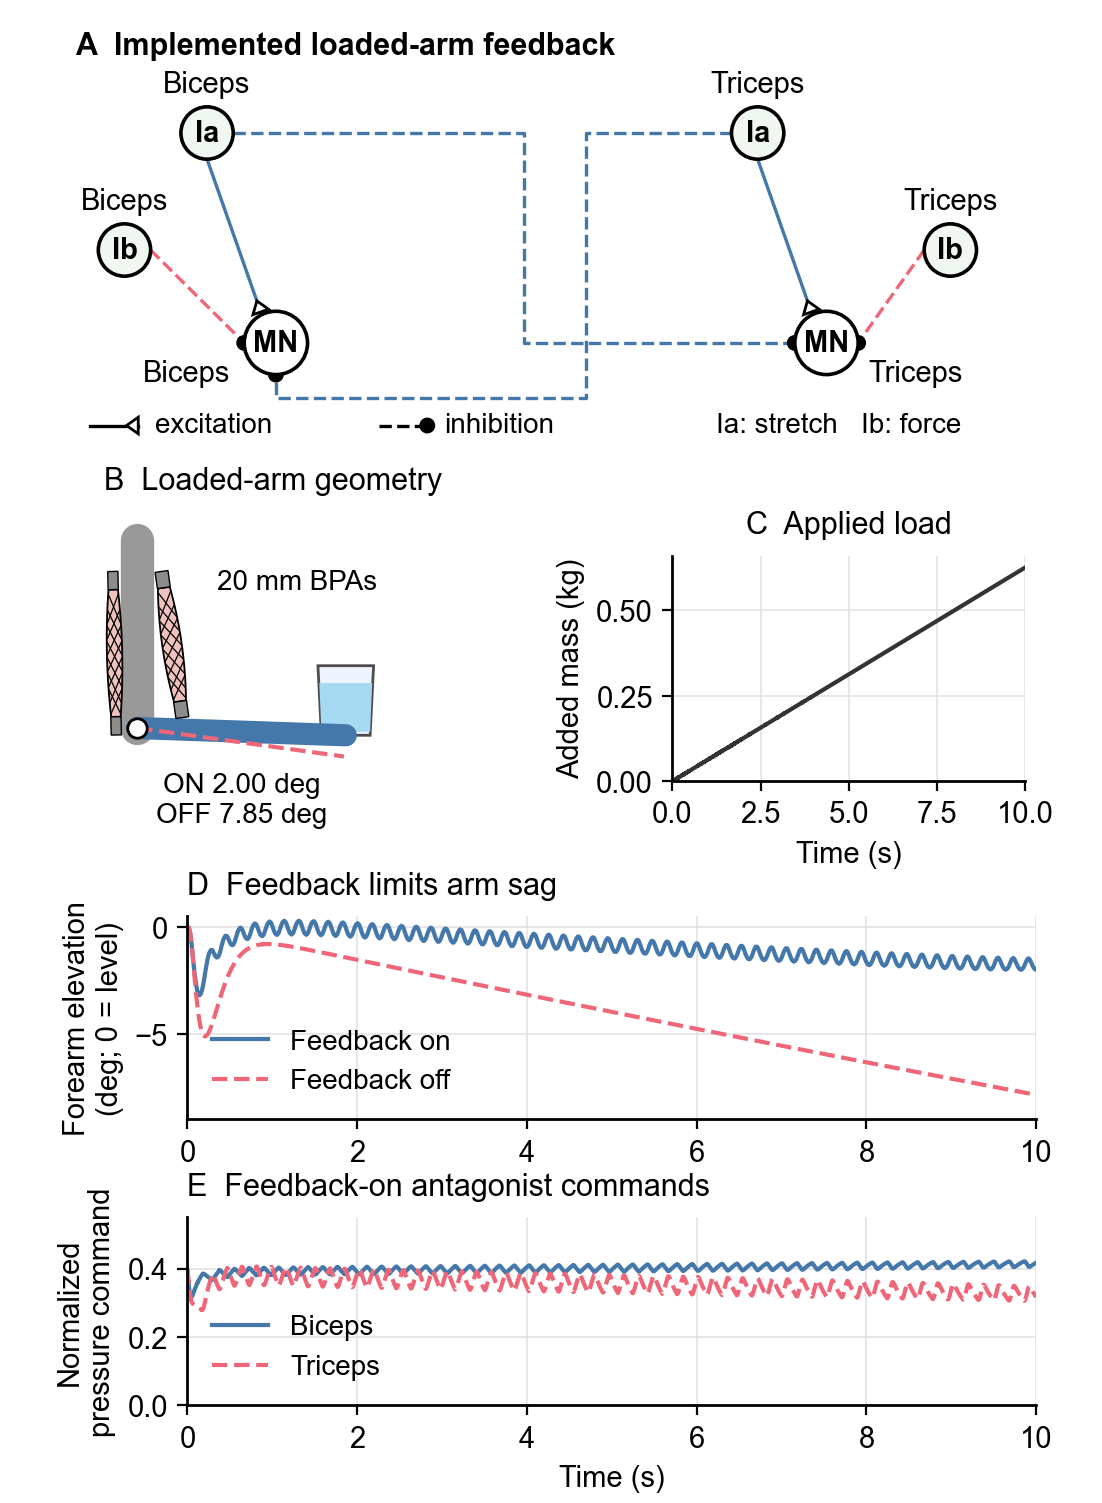 A Implemented loaded-arm feedback
Biceps
Triceps
Ia
Ia
Biceps
Triceps
Ib
Ib
MN
MN
Biceps
Triceps
excitation
inhibition
Ia: stretch Ib: force
B Loaded-arm geometry
20 mm BPAs
ON 2.00 deg
OFF 7.85 deg
C Applied load
Added mass (kg)
0.50
0.25
0.00
0.0 2.5 5.0 7.5 10.0
Time (s)
D Feedback limits arm sag
Forearm elevation
(deg; 0 = level)
0
−5
Feedback on
Feedback off
0 2 4 6 8 10
E Feedback-on antagonist commands
Normalized
pressure command
0.4
0.2
0.0
Biceps
Triceps
0 2 4 6 8 10
Time (s)